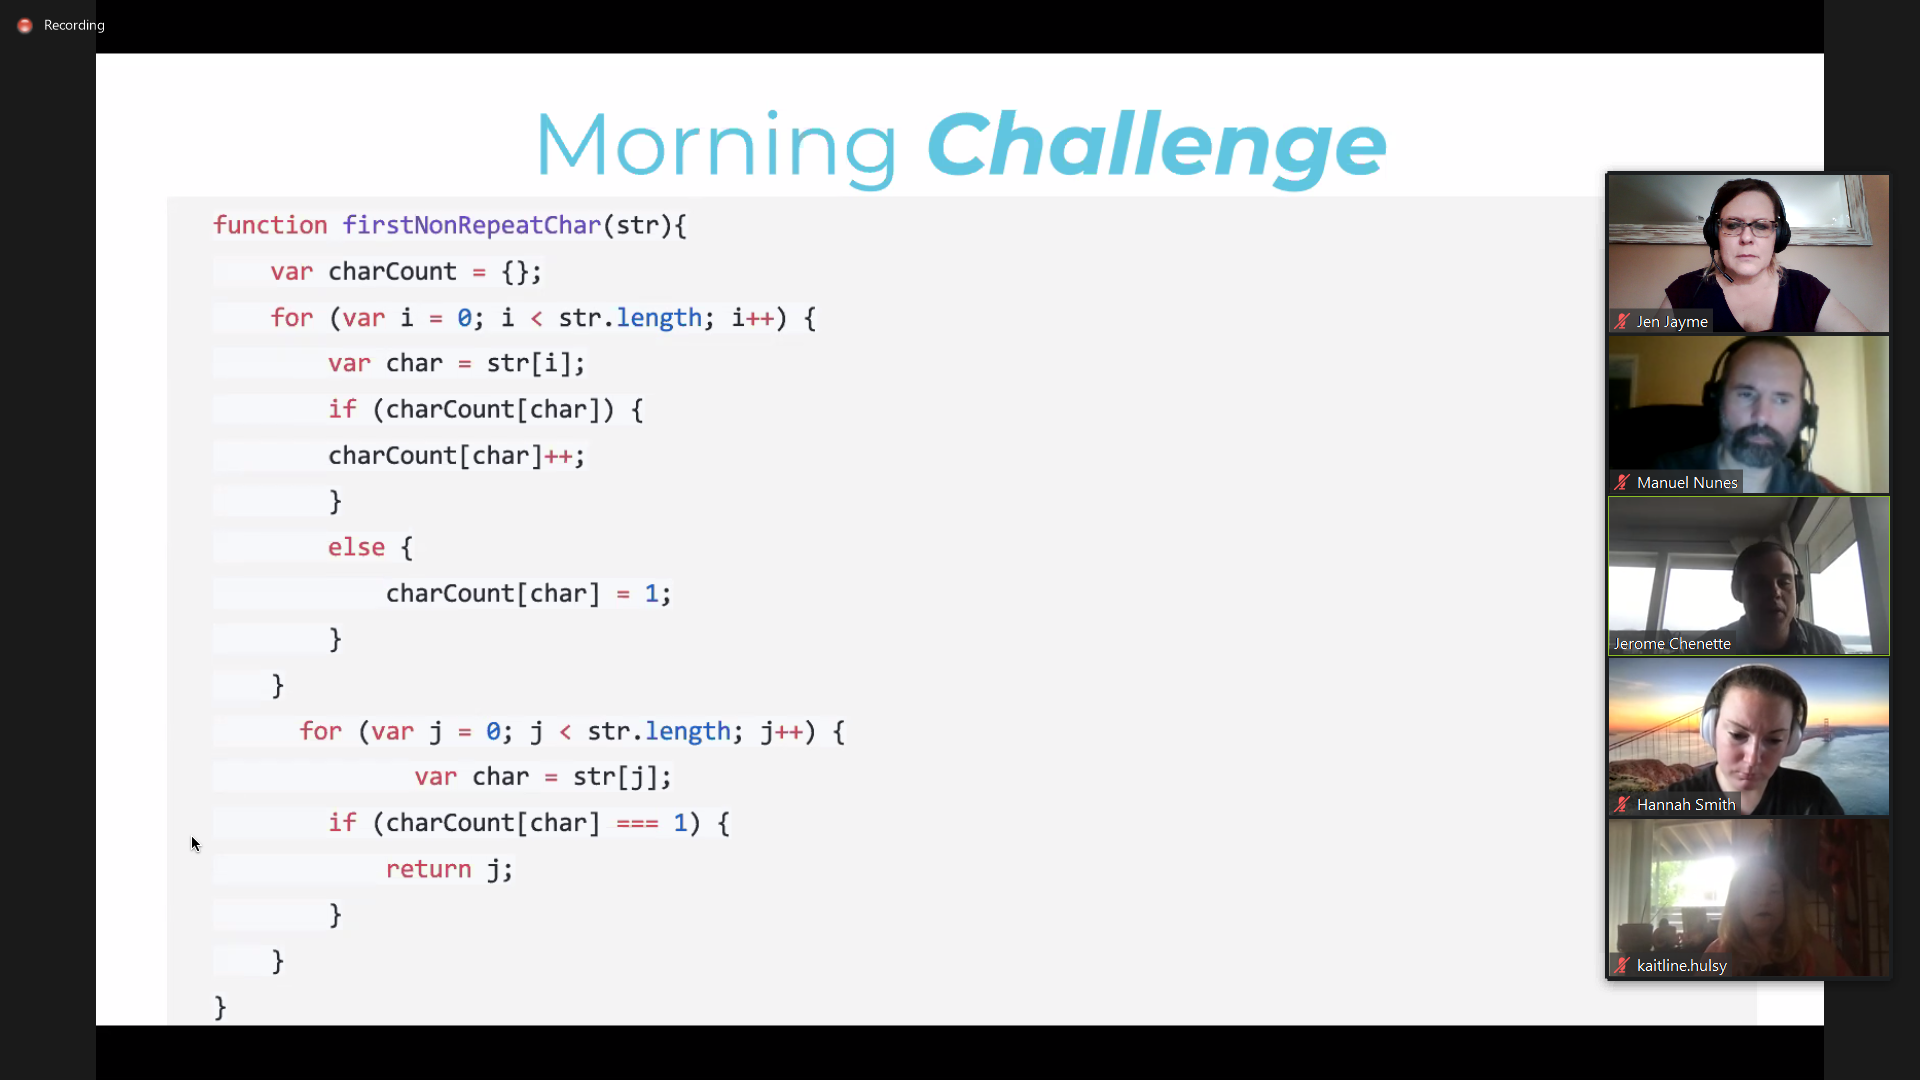 Recording
Morning Challenge
function firstNonRepeatChar(str){
    var charCount = {};
    for (var i = 0; i < str.length; i++) {
        var char = str[i];
        if (charCount[char]) {
        charCount[char]++;
        }
        else {
            charCount[char] = 1;
        }
    }
      for (var j = 0; j < str.length; j++) {
              var char = str[j];
        if (charCount[char] === 1) {
            return j;
        }
    }
}
Jen Jayme
Manuel Nunes
Jerome Chenette
Hannah Smith
kaitline.hulsy